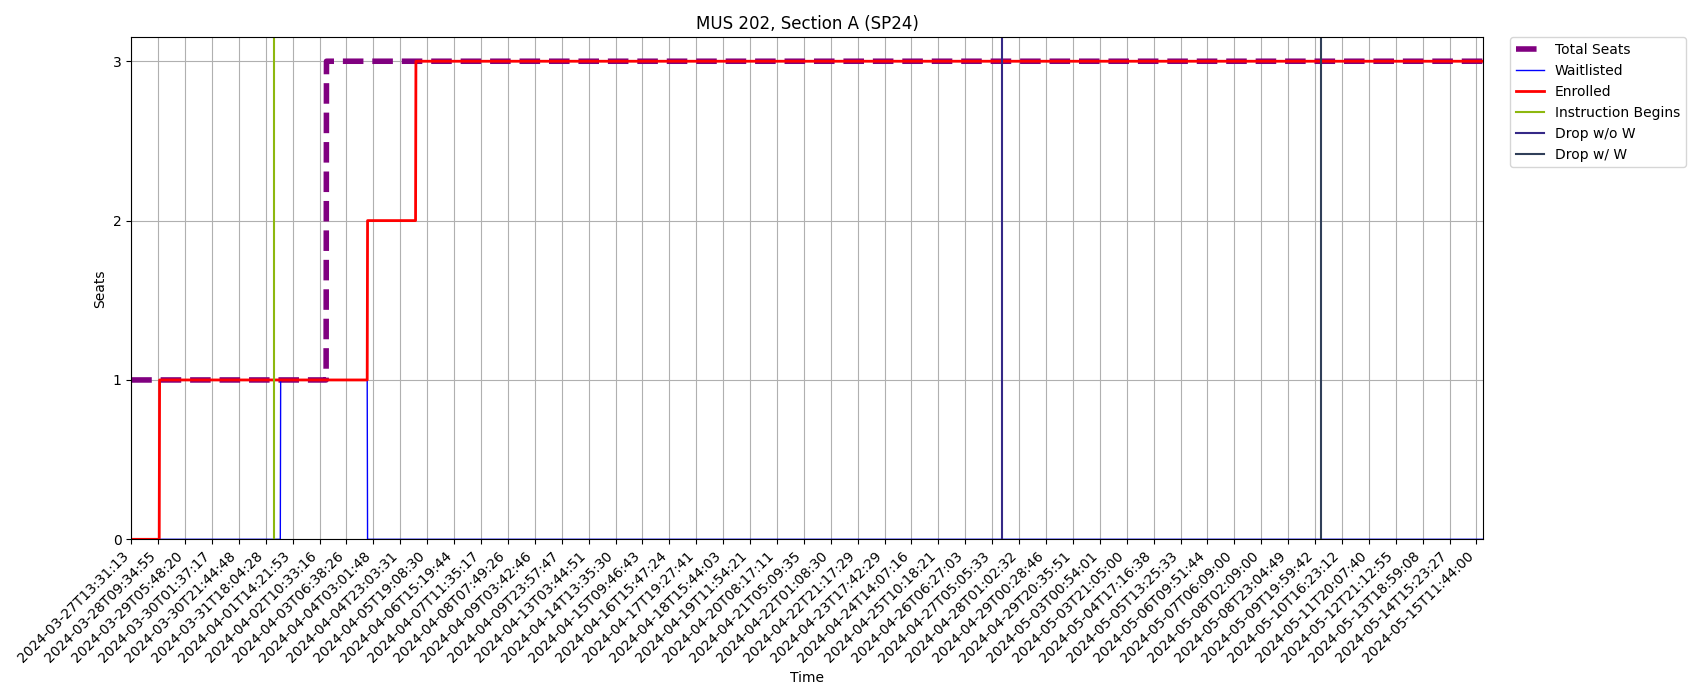 MUS 202, Section A (SP24)
Total Seats
Waitlisted
Enrolled
Instruction Begins
Drop w/o W
Drop w/ W
Seats
3
2
1
0
2024-03-27T13:31:13
2024-03-28T09:34:55
2024-03-29T05:48:20
2024-03-30T01:37:17
2024-03-30T21:44:48
2024-03-31T18:04:28
2024-04-01T14:21:53
2024-04-02T10:33:16
2024-04-03T06:38:26
2024-04-04T03:01:48
2024-04-04T23:03:31
2024-04-05T19:08:30
2024-04-06T15:19:44
2024-04-07T11:35:17
2024-04-08T07:49:26
2024-04-09T03:42:46
2024-04-09T23:57:47
2024-04-13T03:44:51
2024-04-14T13:35:30
2024-04-15T09:46:43
2024-04-16T15:47:24
2024-04-17T19:27:41
2024-04-18T15:44:03
2024-04-19T11:54:21
2024-04-20T08:17:11
2024-04-21T05:09:35
2024-04-22T01:08:30
2024-04-22T21:17:29
2024-04-23T17:42:29
2024-04-24T14:07:16
2024-04-25T10:18:21
2024-04-26T06:27:03
2024-04-27T05:05:33
2024-04-28T01:02:32
2024-04-29T00:28:46
2024-04-29T20:35:51
2024-05-03T00:54:01
2024-05-03T21:05:00
2024-05-04T17:16:38
2024-05-05T13:25:33
2024-05-06T09:51:44
2024-05-07T06:09:00
2024-05-08T02:09:00
2024-05-08T23:04:49
2024-05-09T19:59:42
2024-05-10T16:23:12
2024-05-11T20:07:40
2024-05-12T21:12:55
2024-05-13T18:59:08
2024-05-14T15:23:27
2024-05-15T11:44:00
Time